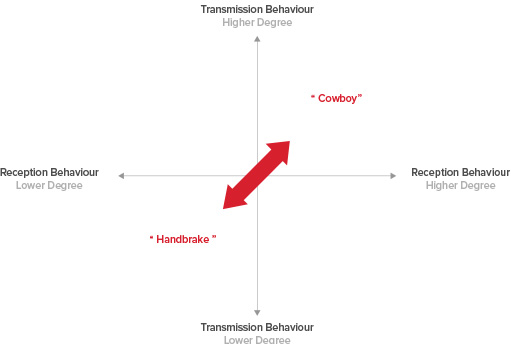 Transmission Behaviour
Higher Degree
“ Cowboy”
Reception Behaviour
Lower Degree
Reception Behaviour
Higher Degree
“ Handbrake ”
Transmission Behaviour
Lower Degree